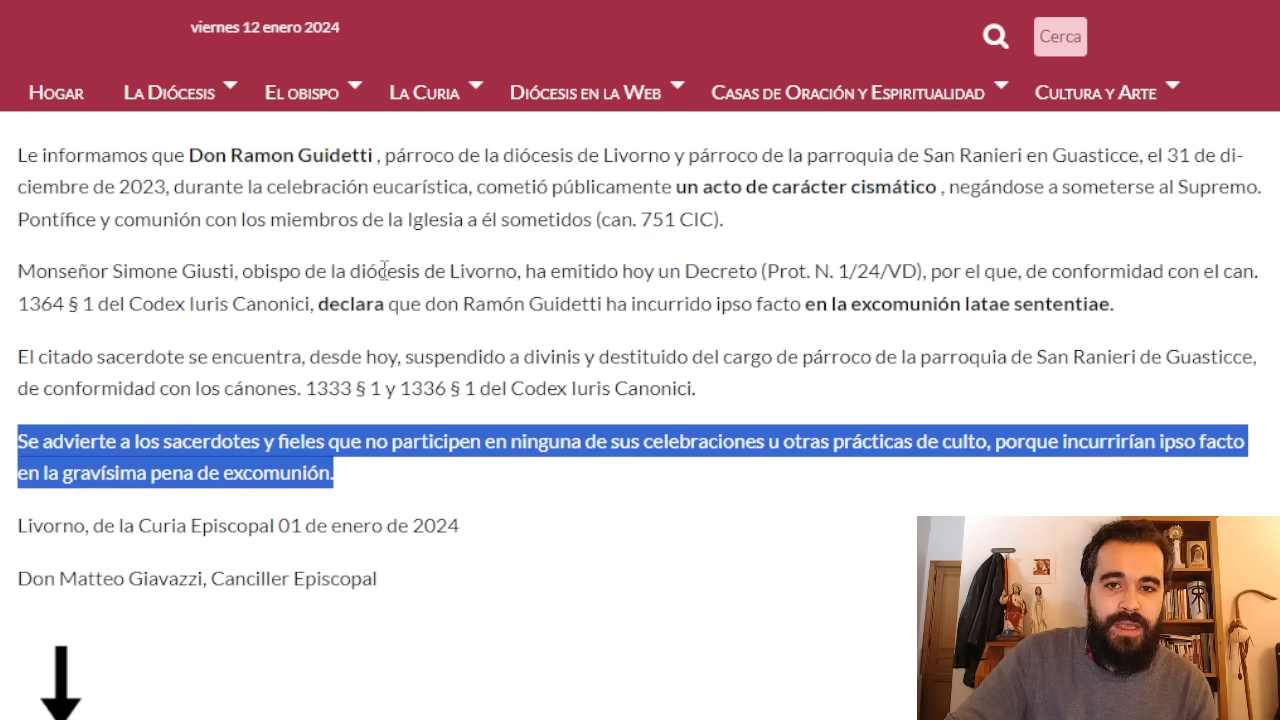 viernes 12 enero 2024
Cerca
Hogar La Diócesis El obispo La Curia Diócesis en la Web Casas de Oración y Espiritualidad Cultura y Arte
Le informamos que Don Ramon Guidetti , párroco de la diócesis de Livorno y párroco de la parroquia de San Ranieri en Guasticce, el 31 de di-
ciembre de 2023, durante la celebración eucarística, cometió públicamente un acto de carácter cismático , negándose a someterse al Supremo.
Pontífice y comunión con los miembros de la Iglesia a él sometidos (can. 751 CIC).
Monseñor Simone Giusti, obispo de la diócesis de Livorno, ha emitido hoy un Decreto (Prot. N. 1/24/VD), por el que, de conformidad con el can.
1364 § 1 del Codex Iuris Canonici, declara que don Ramón Guidetti ha incurrido ipso facto en la excomunión latae sententiae.
El citado sacerdote se encuentra, desde hoy, suspendido a divinis y destituido del cargo de párroco de la parroquia de San Ranieri de Guasticce,
de conformidad con los cánones. 1333 § 1 y 1336 § 1 del Codex Iuris Canonici.
Se advierte a los sacerdotes y fieles que no participen en ninguna de sus celebraciones u otras prácticas de culto, porque incurrirían ipso facto
en la gravísima pena de excomunión.
Livorno, de la Curia Episcopal 01 de enero de 2024
Don Matteo Giavazzi, Canciller Episcopal